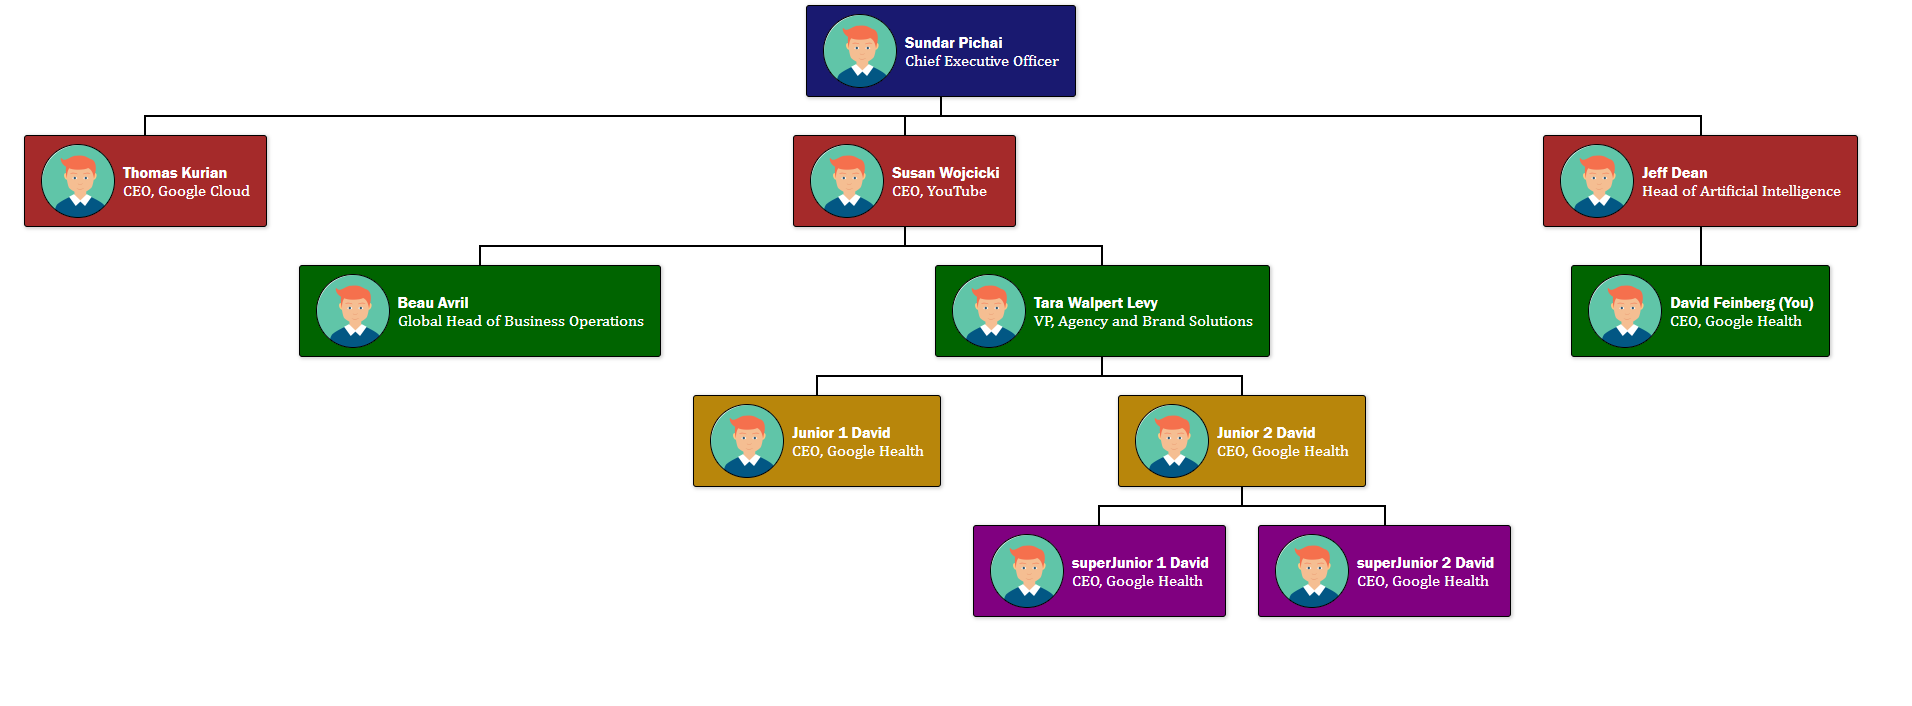 Sundar Pichai
Chief Executive Officer
Thomas Kurian
CEO, Google Cloud
Susan Wojcicki
CEO, YouTube
Jeff Dean
Head of Artificial Intelligence
Beau Avril
Global Head of Business Operations
Tara Walpert Levy
VP, Agency and Brand Solutions
David Feinberg (You)
CEO, Google Health
Junior 1 David
CEO, Google Health
Junior 2 David
CEO, Google Health
superJunior 1 David
CEO, Google Health
superJunior 2 David
CEO, Google Health